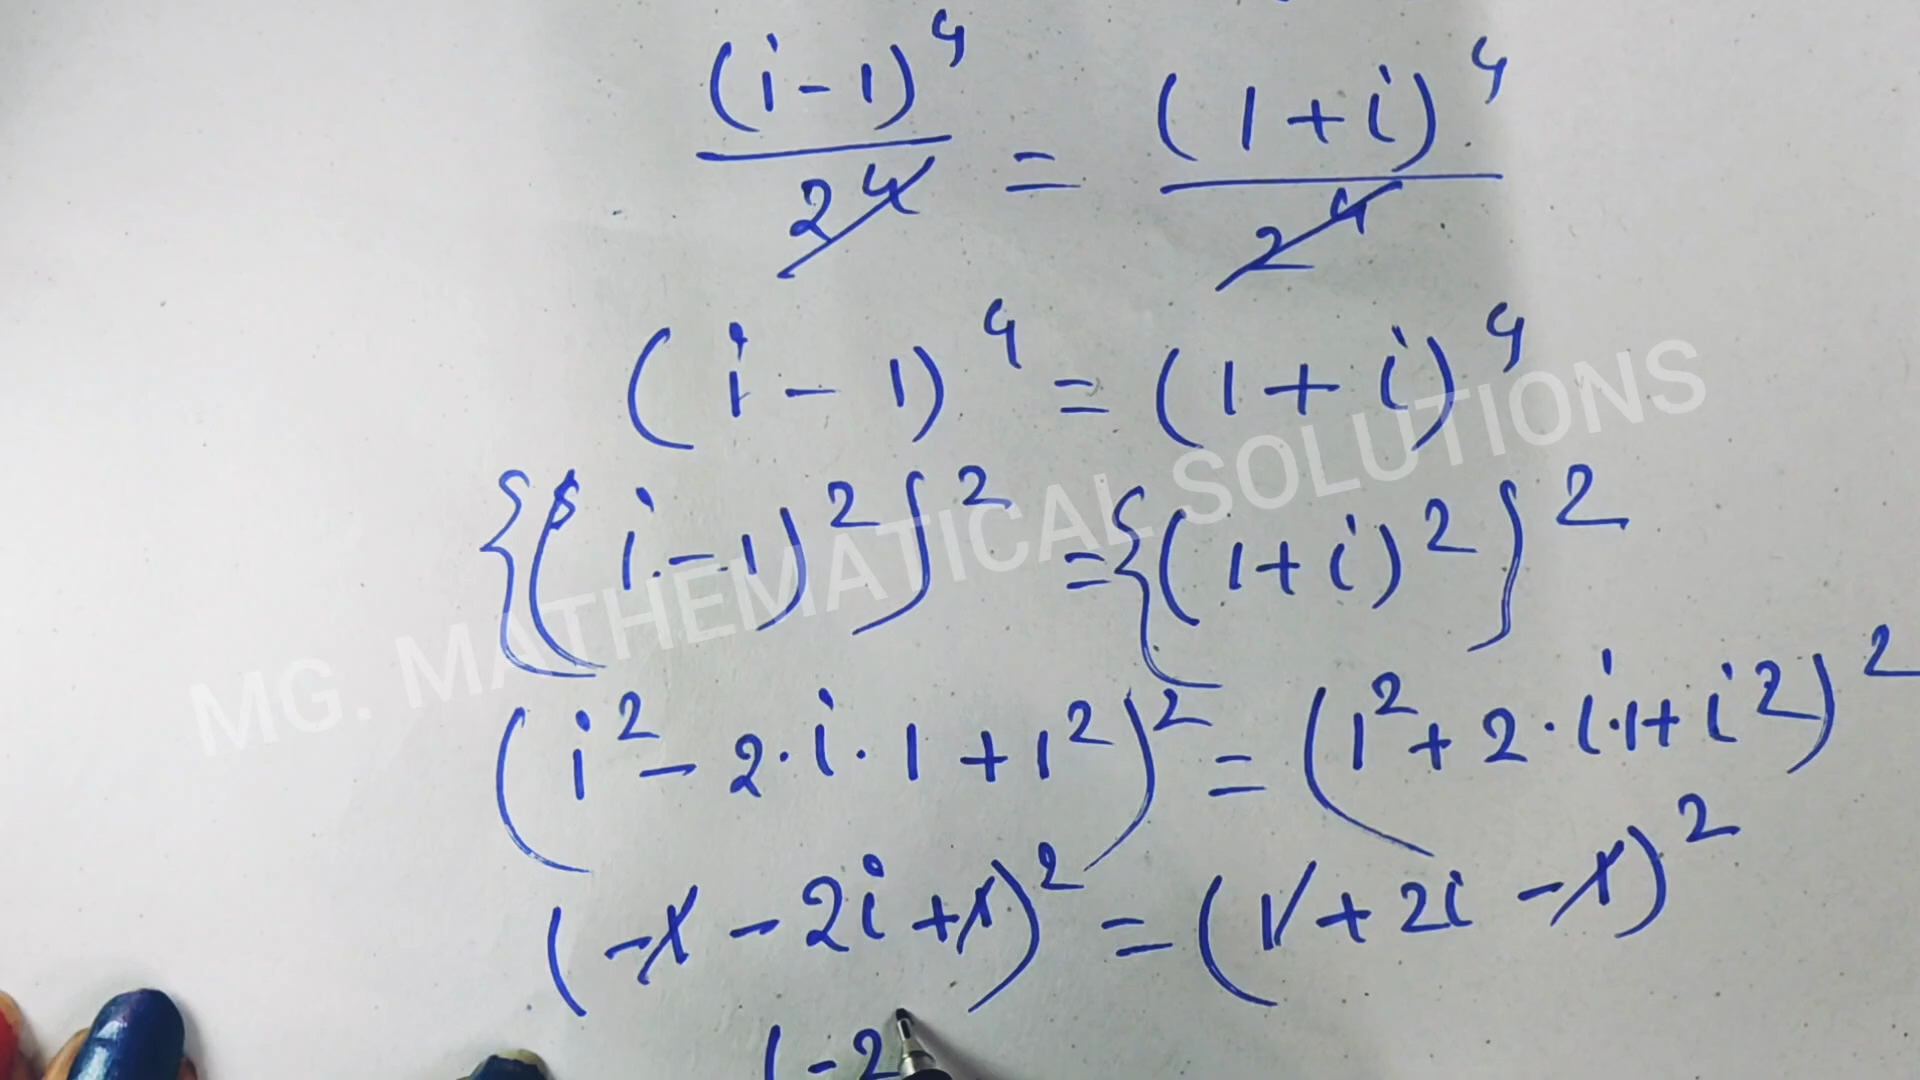 (i-1)^4/2^4 = (1+i)^4/2^4
(i-1)^4 = (1+i)^4
{(i-1)^2}^2 = {(1+i)^2}^2
(i^2-2·i·1+1^2)^2 = (1^2+2·i·1+i^2)^2
(-1-2i+1)^2 = (1+2i-1)^2
(-2
MG. MATHEMATICAL SOLUTIONS